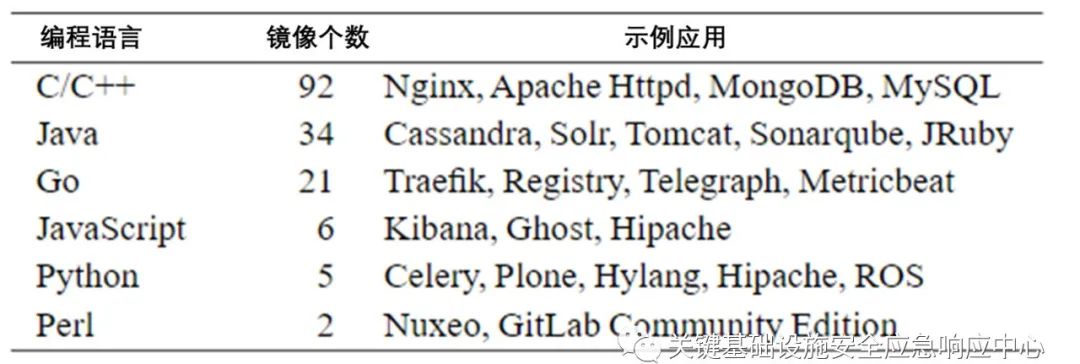 编程语言 镜像个数 示例应用
C/C++ 92 Nginx, Apache Httpd, MongoDB, MySQL
Java 34 Cassandra, Solr, Tomcat, Sonarqube, JRuby
Go 21 Traefik, Registry, Telegraph, Metricbeat
JavaScript 6 Kibana, Ghost, Hipache
Python 5 Celery, Plone, Hylang, Hipache, ROS
Perl 2 Nuxeo, GitLab Community Edition
关键基础设施安全应急响应中心